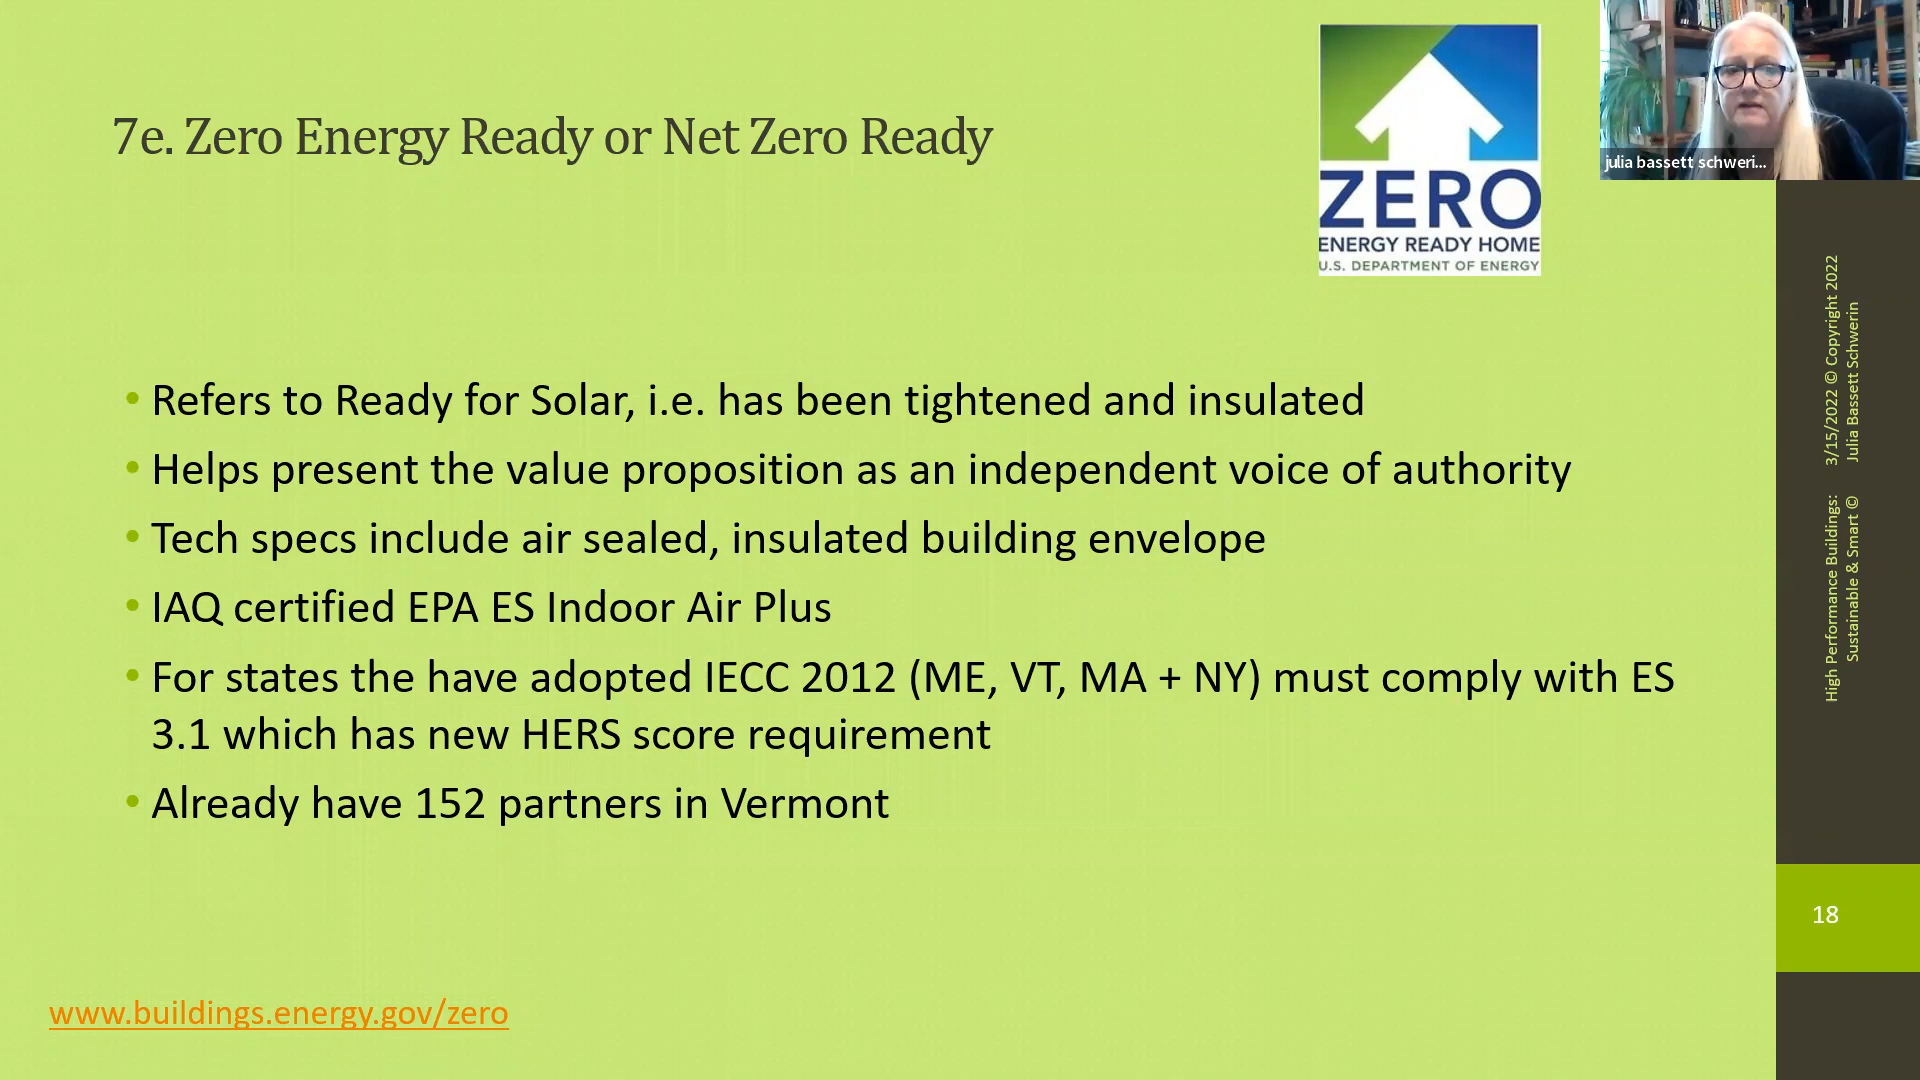 7e. Zero Energy Ready or Net Zero Ready
ZERO
ENERGY READY HOME
U.S. DEPARTMENT OF ENERGY
julia bassett schweri...
• Refers to Ready for Solar, i.e. has been tightened and insulated
• Helps present the value proposition as an independent voice of authority
• Tech specs include air sealed, insulated building envelope
• IAQ certified EPA ES Indoor Air Plus
• For states the have adopted IECC 2012 (ME, VT, MA + NY) must comply with ES
3.1 which has new HERS score requirement
• Already have 152 partners in Vermont
www.buildings.energy.gov/zero
High Performance Buildings: 3/15/2022 © Copyright 2022
Sustainable & Smart © Julia Bassett Schwerin
18